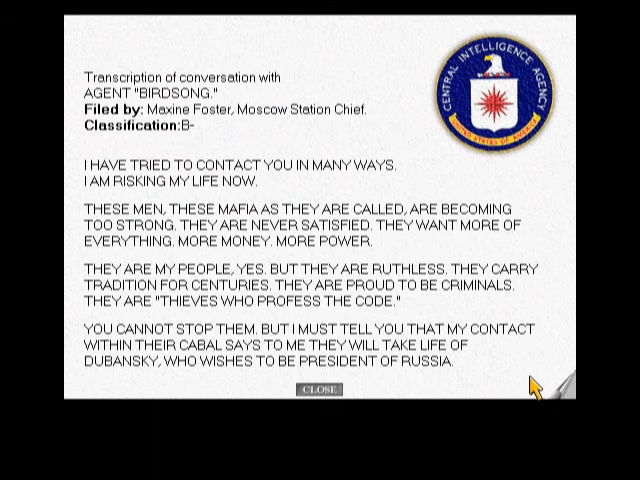 CENTRAL INTELLIGENCE AGENCY
UNITED STATES OF AMERICA
Transcription of conversation with
AGENT "BIRDSONG."
Filed by: Maxine Foster, Moscow Station Chief.
Classification:B-
I HAVE TRIED TO CONTACT YOU IN MANY WAYS.
I AM RISKING MY LIFE NOW.
THESE MEN, THESE MAFIA AS THEY ARE CALLED, ARE BECOMING
TOO STRONG. THEY ARE NEVER SATISFIED. THEY WANT MORE OF
EVERYTHING. MORE MONEY. MORE POWER.
THEY ARE MY PEOPLE, YES. BUT THEY ARE RUTHLESS. THEY CARRY
TRADITION FOR CENTURIES. THEY ARE PROUD TO BE CRIMINALS.
THEY ARE "THIEVES WHO PROFESS THE CODE."
YOU CANNOT STOP THEM. BUT I MUST TELL YOU THAT MY CONTACT
WITHIN THEIR CABAL SAYS TO ME THEY WILL TAKE LIFE OF
DUBANSKY, WHO WISHES TO BE PRESIDENT OF RUSSIA.
CLOSE